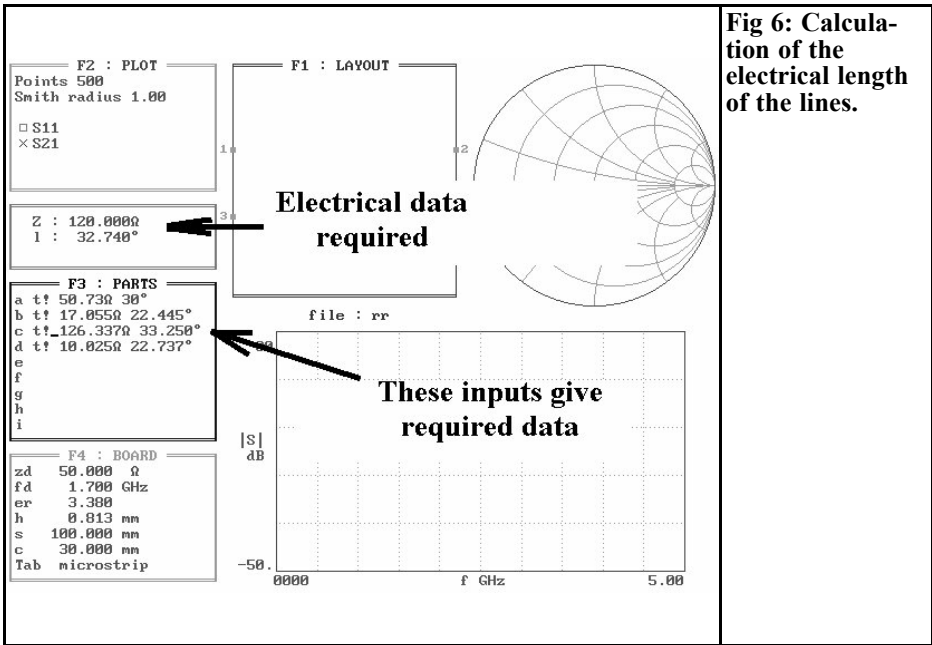 F2 : PLOT
Points 500
Smith radius 1.00
□ S11
× S21
Z : 120.000Ω
l : 32.740°
F3 : PARTS
a t! 50.73Ω 30°
b t! 17.055Ω 22.445°
c t!_126.337Ω 33.250°
d t! 10.025Ω 22.737°
e
f
g
h
i
F4 : BOARD
zd 50.000 Ω
fd 1.700 GHz
er 3.380
h 0.813 mm
s 100.000 mm
c 30.000 mm
Tab microstrip
F1 : LAYOUT
1
2
3
Electrical data
required
file : rr
These inputs give
required data
|S|
dB
-50.
0000
f GHz
5.00
Fig 6: Calcula-
tion of the
electrical length
of the lines.